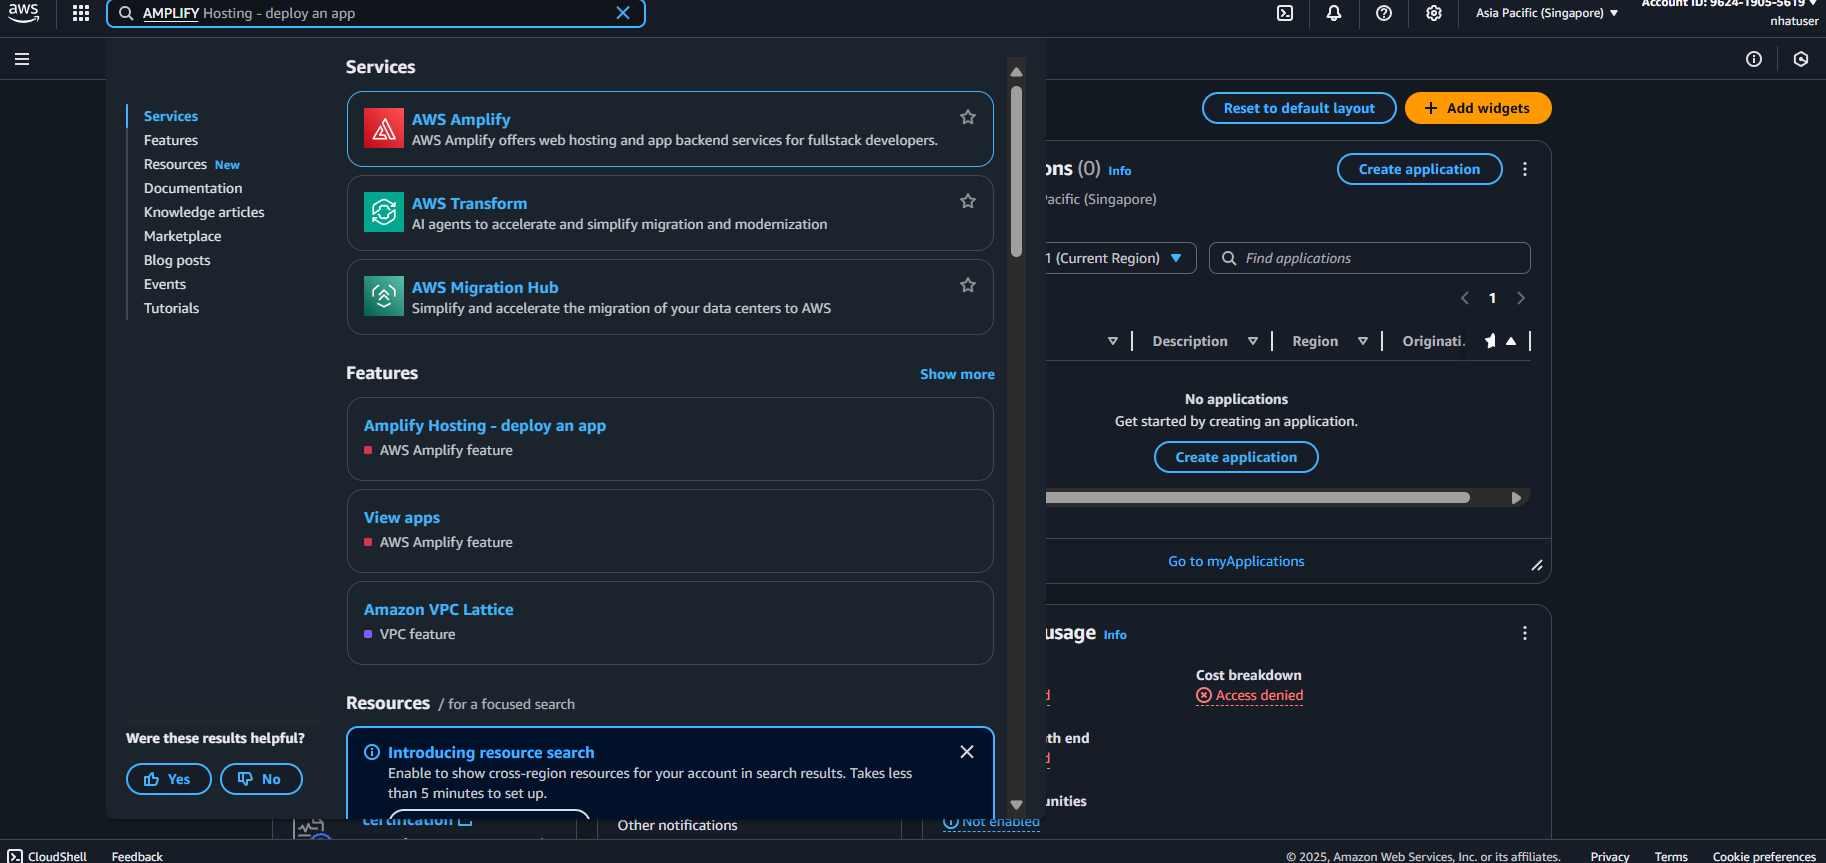 aws
AMPLIFY Hosting - deploy an app
Asia Pacific (Singapore)
Account ID: 9624-1905-5619
nhatuser
Services
Features
Resources New
Documentation
Knowledge articles
Marketplace
Blog posts
Events
Tutorials
Were these results helpful?
Yes
No
Services
AWS Amplify
AWS Amplify offers web hosting and app backend services for fullstack developers.
AWS Transform
AI agents to accelerate and simplify migration and modernization
AWS Migration Hub
Simplify and accelerate the migration of your data centers to AWS
Features
Show more
Amplify Hosting - deploy an app
AWS Amplify feature
View apps
AWS Amplify feature
Amazon VPC Lattice
VPC feature
Resources / for a focused search
Introducing resource search
Enable to show cross-region resources for your account in search results. Takes less
than 5 minutes to set up.
Reset to default layout
Add widgets
ons (0) Info
Create application
Pacific (Singapore)
1 (Current Region)
Find applications
1
Description
Region
Originati.
No applications
Get started by creating an application.
Create application
Go to myApplications
usage Info
Cost breakdown
Access denied
th end
unities
certification
Other notifications
Not enabled
CloudShell
Feedback
© 2025, Amazon Web Services, Inc. or its affiliates.
Privacy
Terms
Cookie preferences